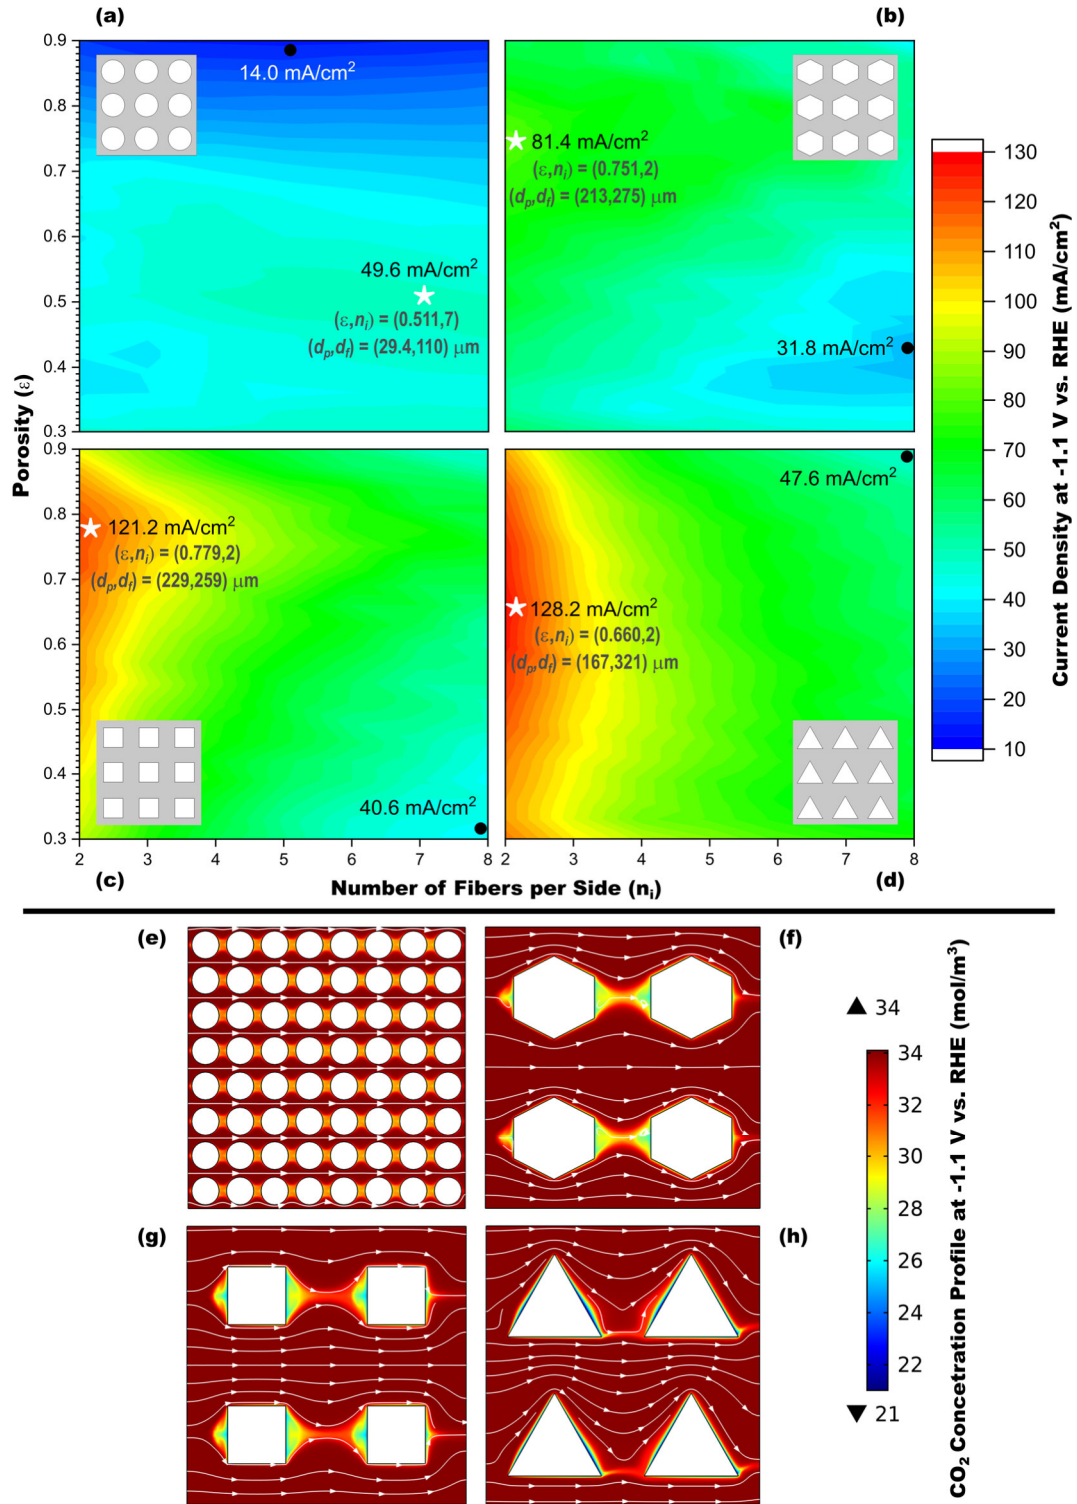 (a)
(b)
0.9
0.8
0.7
0.6
0.5
0.4
0.3
14.0 mA/cm²
49.6 mA/cm²
(ε,nᵢ) = (0.511,7)
(dₚ,d_f) = (29.4,110) μm
81.4 mA/cm²
(ε,nᵢ) = (0.751,2)
(dₚ,d_f) = (213,275) μm
31.8 mA/cm²
Porosity (ε)
0.9
0.8
0.7
0.6
0.5
0.4
0.3
121.2 mA/cm²
(ε,nᵢ) = (0.779,2)
(dₚ,d_f) = (229,259) μm
40.6 mA/cm²
47.6 mA/cm²
128.2 mA/cm²
(ε,nᵢ) = (0.660,2)
(dₚ,d_f) = (167,321) μm
2 3 4 5 6 7 8
2 3 4 5 6 7 8
(c)
Number of Fibers per Side (nᵢ)
(d)
130
120
110
100
90
80
70
60
50
40
30
20
10
Current Density at -1.1 V vs. RHE (mA/cm²)
(e)
(f)
(g)
(h)
▲ 34
34
32
30
28
26
24
22
▼ 21
CO₂ Concetration Profile at -1.1 V vs. RHE (mol/m³)